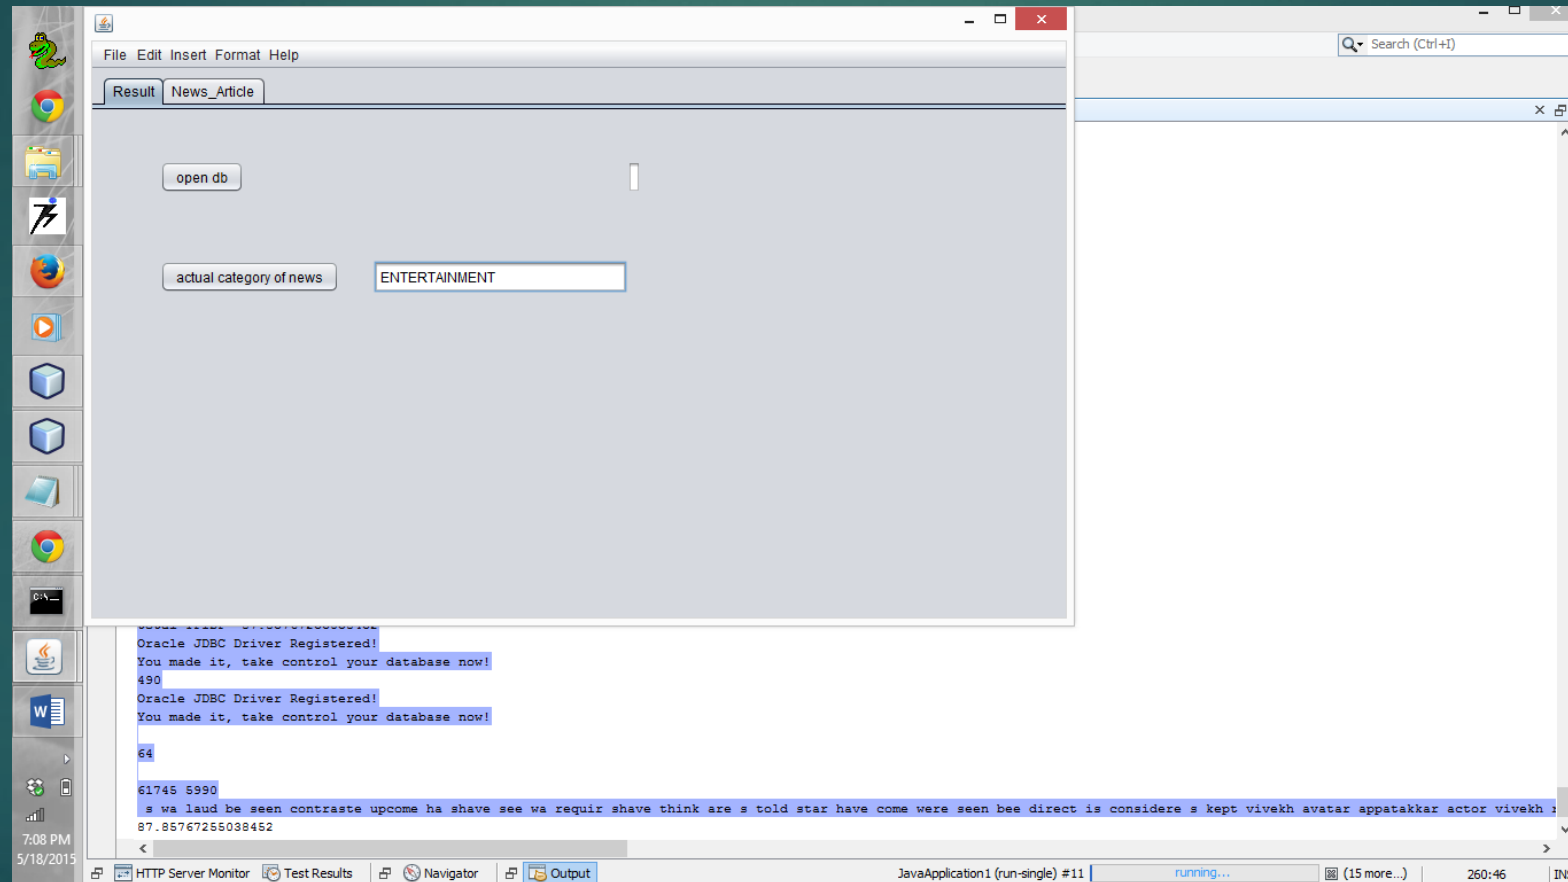 File Edit Insert Format Help
Search (Ctrl+I)
Result News_Article
open db
actual category of news ENTERTAINMENT
Oracle JDBC Driver Registered!
You made it, take control your database now!
490
Oracle JDBC Driver Registered!
You made it, take control your database now!
64
61745 5990
s wa laud be seen contraste upcome ha shave see wa requir shave think are s told star have come were seen bee direct is considere s kept vivekh avatar appatakkar actor vivekh
87.85767255038452
C:\
W
7:08 PM
5/18/2015
HTTP Server Monitor Test Results Navigator Output JavaApplication1 (run-single) #11 running... (15 more...) 260:46 IN